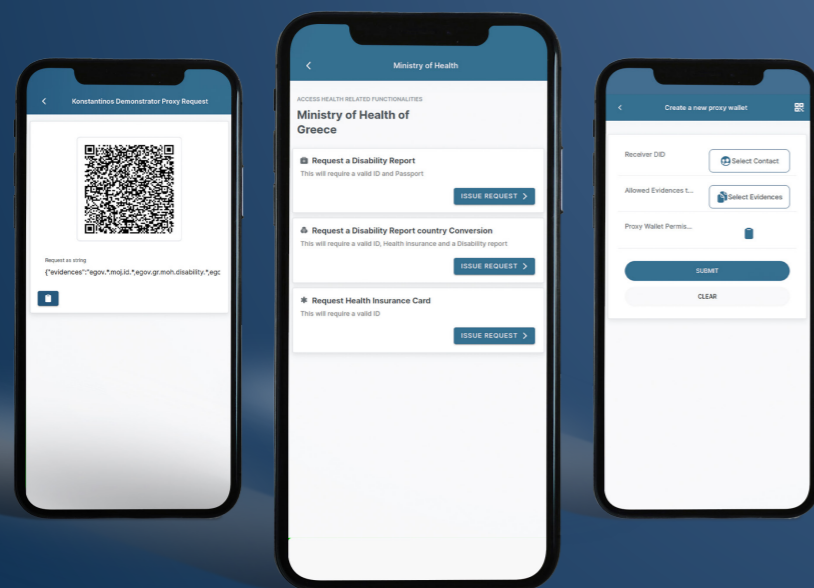 Konstantinos Demonstrator Proxy Request
Request as string
{"evidences":"egov.*.moj.id.*,egov.gr.moh.disability.*,egc
Ministry of Health
ACCESS HEALTH RELATED FUNCTIONALITIES
Ministry of Health of
Greece
Request a Disability Report
This will require a valid ID and Passport
ISSUE REQUEST >
Request a Disability Report country Conversion
This will require a valid ID, Health Insurance and a Disability report
ISSUE REQUEST >
Request Health Insurance Card
This will require a valid ID
ISSUE REQUEST >
Create a new proxy wallet
Receiver DID
Select Contact
Allowed Evidences t...
Select Evidences
Proxy Wallet Permis...
SUBMIT
CLEAR